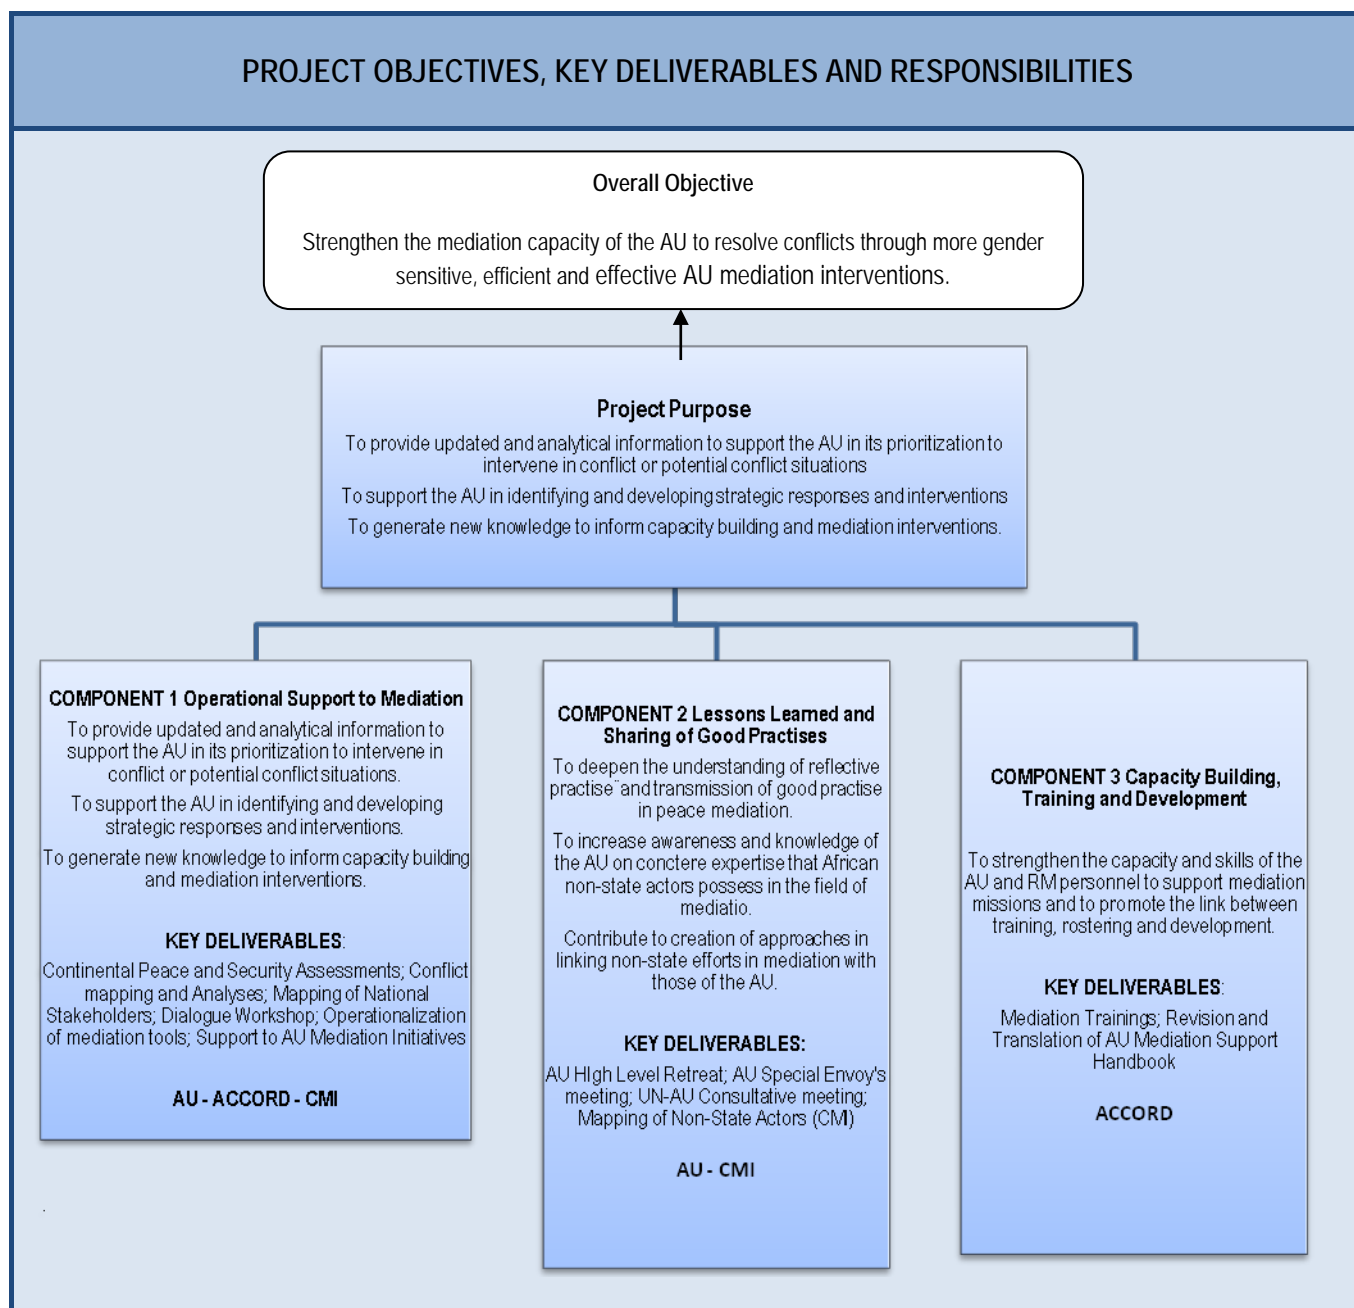 PROJECT OBJECTIVES, KEY DELIVERABLES AND RESPONSIBILITIES
Overall Objective
Strengthen the mediation capacity of the AU to resolve conflicts through more gender
sensitive, efficient and effective AU mediation interventions.
Project Purpose
To provide updated and analytical information to support the AU in its prioritization to
intervene in conflict or potential conflict situations
To support the AU in identifying and developing strategic responses and interventions
To generate new knowledge to inform capacity building and mediation interventions.
COMPONENT 1 Operational Support to Mediation
To provide updated and analytical information to
support the AU in its prioritization to intervene in
conflict or potential conflict situations.
To support the AU in identifying and developing
strategic responses and interventions.
To generate new knowledge to inform capacity building
and mediation interventions.
KEY DELIVERABLES:
Continental Peace and Security Assessments; Conflict
mapping and Analyses; Mapping of National
Stakeholders; Dialogue Workshop; Operationalization
of mediation tools; Support to AU Mediation Initiatives
AU - ACCORD - CMI
.
COMPONENT 2 Lessons Learned and
Sharing of Good Practises
To deepen the understanding of reflective
practise¨and transmission of good practise
in peace mediation.
To increase awareness and knowledge of
the AU on conctere expertise that African
non-state actors possess in the field of
mediatio.
Contribute to creation of approaches in
linking non-state efforts in mediation with
those of the AU.
KEY DELIVERABLES:
AU HIgh Level Retreat; AU Special Envoy's
meeting; UN-AU Consultative meeting;
Mapping of Non-State Actors (CMI)
AU - CMI
COMPONENT 3 Capacity Building,
Training and Development
To strengthen the capacity and skills of the
AU and RM personnel to support mediation
missions and to promote the link between
training, rostering and development.
KEY DELIVERABLES:
Mediation Trainings; Revision and
Translation of AU Mediation Support
Handbook
ACCORD